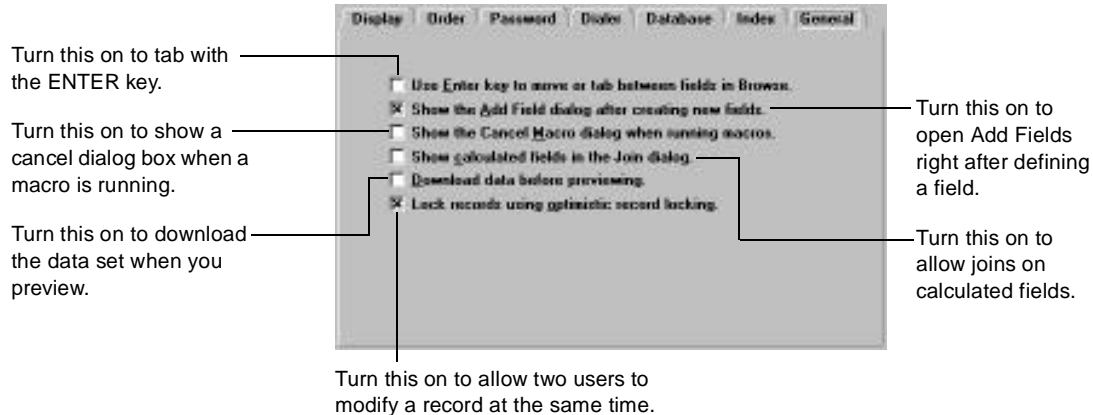 Display Order Password Dialer Database Index General
Turn this on to tab with
the ENTER key.
Use Enter key to move or tab between fields in Browse.
Show the Add Field dialog after creating new fields.
Turn this on to
open Add Fields
right after defining
a field.
Turn this on to show a
cancel dialog box when a
macro is running.
Show the Cancel Macro dialog when running macros.
Show calculated fields in the Join dialog.
Download data before previewing.
Lock records using optimistic record locking.
Turn this on to download
the data set when you
preview.
Turn this on to
allow joins on
calculated fields.
Turn this on to allow two users to
modify a record at the same time.